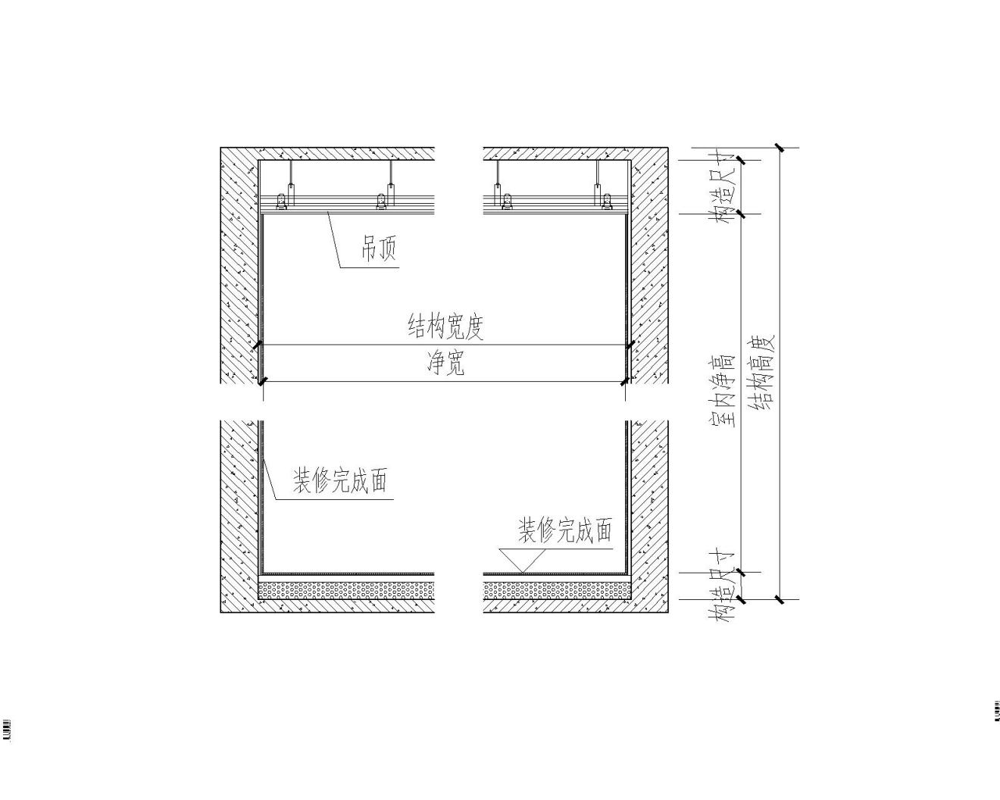 构造尺寸
吊顶
结构宽度
净宽
室内净高
结构高度
装修完成面
装修完成面
构造尺寸